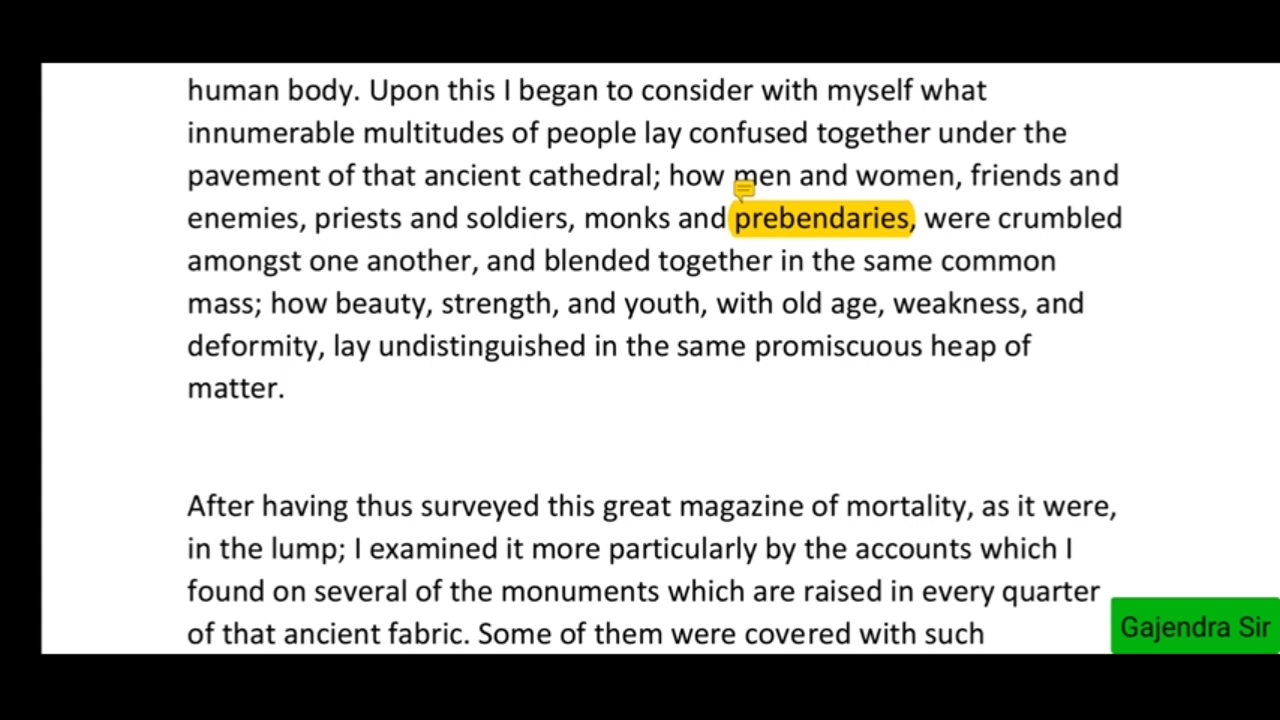 human body. Upon this I began to consider with myself what
innumerable multitudes of people lay confused together under the
pavement of that ancient cathedral; how men and women, friends and
enemies, priests and soldiers, monks and prebendaries, were crumbled
amongst one another, and blended together in the same common
mass; how beauty, strength, and youth, with old age, weakness, and
deformity, lay undistinguished in the same promiscuous heap of
matter.
After having thus surveyed this great magazine of mortality, as it were,
in the lump; I examined it more particularly by the accounts which I
found on several of the monuments which are raised in every quarter
of that ancient fabric. Some of them were covered with such
Gajendra Sir